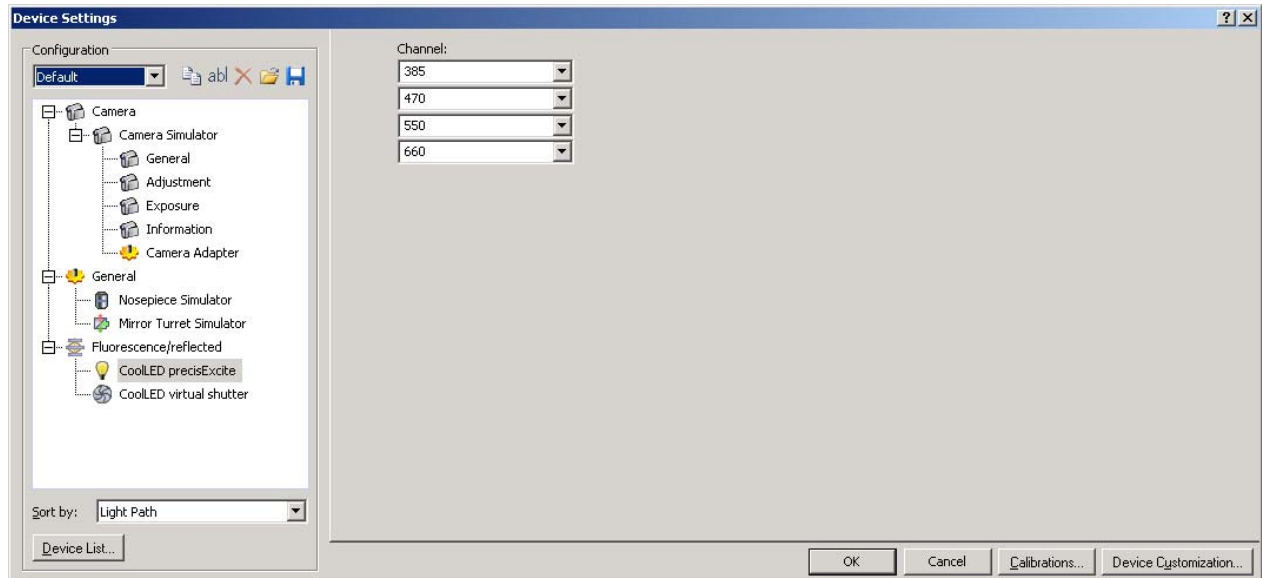 Device Settings
Configuration
Default
abl
Camera
Camera Simulator
General
Adjustment
Exposure
Information
Camera Adapter
General
Nosepiece Simulator
Mirror Turret Simulator
Fluorescence/reflected
CoolLED precisExcite
CoolLED virtual shutter
Sort by: Light Path
Device List...
Channel:
385
470
550
660
OK Cancel Calibrations... Device Customization...